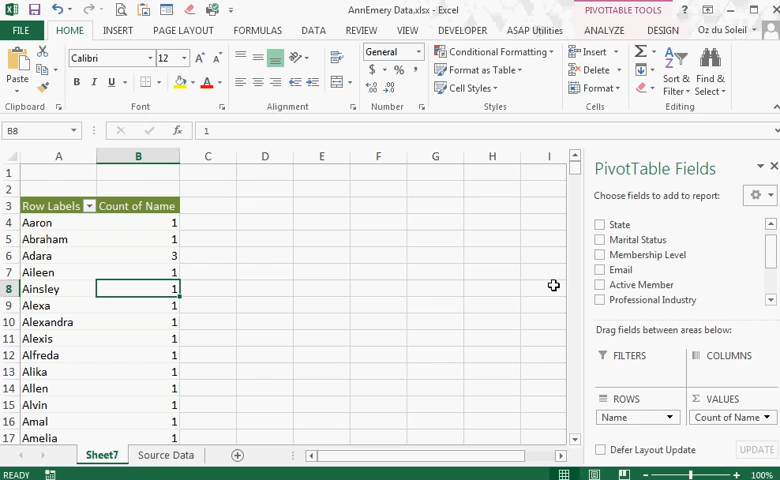 AnnEmery Data.xlsx - Excel
PIVOTTABLE TOOLS
FILE HOME INSERT PAGE LAYOUT FORMULAS DATA REVIEW VIEW DEVELOPER ASAP Utilities ANALYZE DESIGN Oz du Soleil
Paste
Calibri 12
B I U
General
$ % ,
Conditional Formatting
Format as Table
Cell Styles
Insert
Delete
Format
Sort & Filter
Find & Select
Clipboard Font Alignment Number Styles Cells Editing
B8 fx 1
A B C D E F G H I
1
2
3 Row Labels Count of Name
4 Aaron 1
5 Abraham 1
6 Adara 3
7 Aileen 1
8 Ainsley 1
9 Alexa 1
10 Alexandra 1
11 Alexis 1
12 Alfreda 1
13 Alika 1
14 Allen 1
15 Alvin 1
16 Amal 1
17 Amelia 1
PivotTable Fields
Choose fields to add to report:
State
Marital Status
Membership Level
Email
Active Member
Professional Industry
Drag fields between areas below:
FILTERS COLUMNS
ROWS VALUES
Name Count of Name
Defer Layout Update UPDATE
Sheet7 Source Data
READY 100%